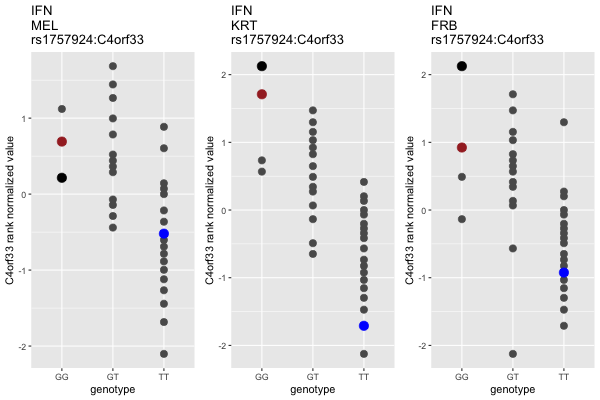 IFN
MEL
rs1757924:C4orf33
C4orf33 rank normalized value
1
0
-1
-2
GG GT TT
genotype
IFN
KRT
rs1757924:C4orf33
C4orf33 rank normalized value
2
1
0
-1
-2
GG GT TT
genotype
IFN
FRB
rs1757924:C4orf33
C4orf33 rank normalized value
2
1
0
-1
-2
GG GT TT
genotype